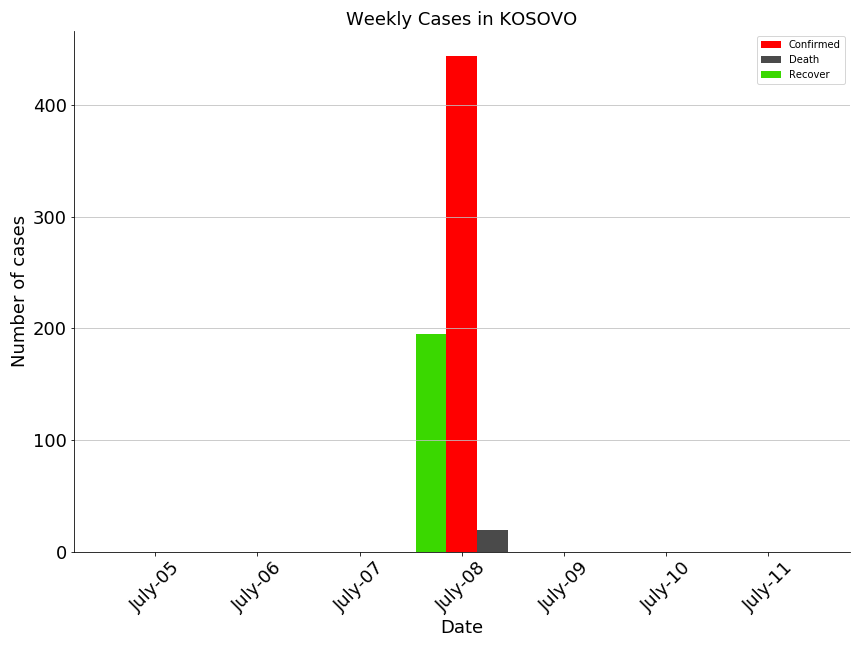 Weekly Cases in KOSOVO
Confirmed
Death
Recover
Number of cases
400
300
200
100
0
July-05
July-06
July-07
July-08
July-09
July-10
July-11
Date